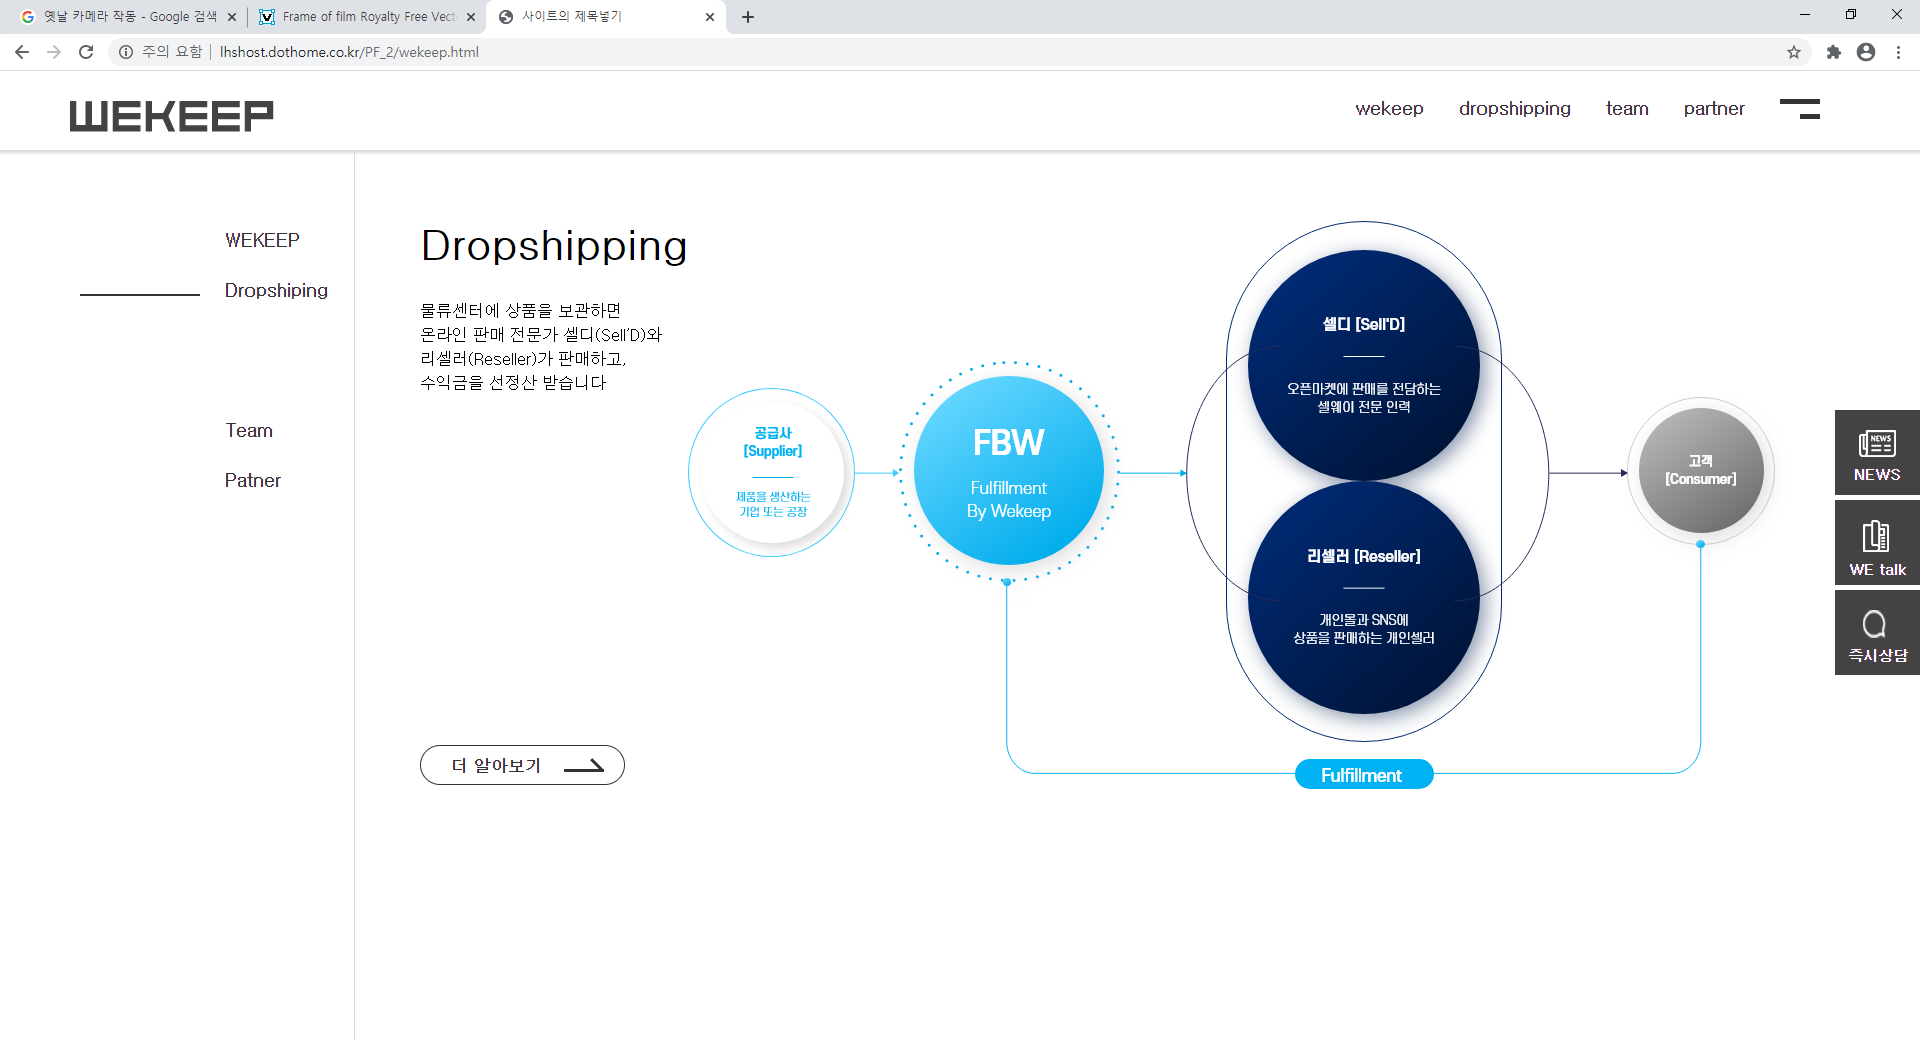 옛날 카메라 작동 - Google 검색
Frame of film Royalty Free Vect
사이트의 제목넣기
주의 요함
lhshost.dothome.co.kr/PF_2/wekeep.html
WEKEEP
wekeep
dropshipping
team
partner
WEKEEP
Dropshiping
Team
Patner
Dropshipping
물류센터에 상품을 보관하면
온라인 판매 전문가 셀디(Sell'D)와
리셀러(Reseller)가 판매하고,
수익금을 선정산 받습니다
더 알아보기
공급사
[Supplier]
제품을 생산하는
기업 또는 공장
FBW
Fulfillment
By Wekeep
셀디 [Sell'D]
오픈마켓에 판매를 전담하는
셀웨이 전문 인력
리셀러 [Reseller]
개인몰과 SNS에
상품을 판매하는 개인셀러
고객
[Consumer]
Fulfillment
NEWS
NEWS
WE talk
즉시상담